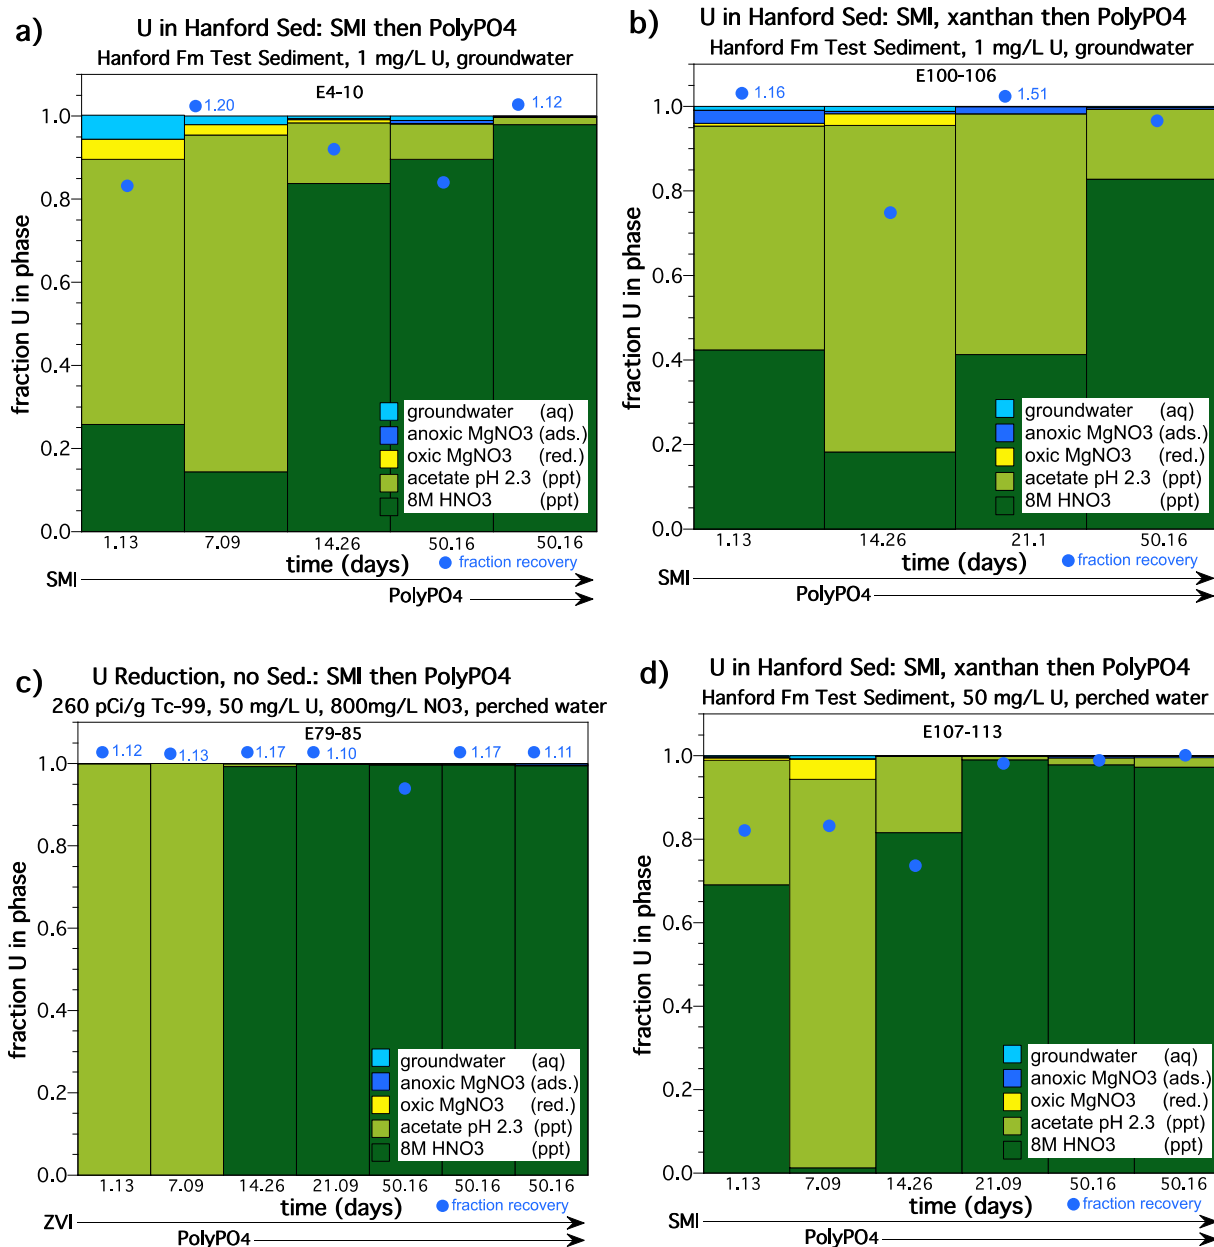 a)
U in Hanford Sed: SMI then PolyPO4
Hanford Fm Test Sediment, 1 mg/L U, groundwater
E4-10
1.20
1.12
fraction U in phase
1.0
0.8
0.6
0.4
0.2
0.0
groundwater (aq)
anoxic MgNO3 (ads.)
oxic MgNO3 (red.)
acetate pH 2.3 (ppt)
8M HNO3 (ppt)
1.13 7.09 14.26 50.16 50.16
time (days)
fraction recovery
SMI
PolyPO4
b)
U in Hanford Sed: SMI, xanthan then PolyPO4
Hanford Fm Test Sediment, 1 mg/L U, groundwater
E100-106
1.16
1.51
fraction U in phase
1.0
0.8
0.6
0.4
0.2
0.0
groundwater (aq)
anoxic MgNO3 (ads.)
oxic MgNO3 (red.)
acetate pH 2.3 (ppt)
8M HNO3 (ppt)
1.13 14.26 21.1 50.16
time (days)
fraction recovery
SMI
PolyPO4
c)
U Reduction, no Sed.: SMI then PolyPO4
260 pCi/g Tc-99, 50 mg/L U, 800mg/L NO3, perched water
E79-85
1.12 1.13 1.17 1.10 1.17 1.11
fraction U in phase
1.0
0.8
0.6
0.4
0.2
0.0
groundwater (aq)
anoxic MgNO3 (ads.)
oxic MgNO3 (red.)
acetate pH 2.3 (ppt)
8M HNO3 (ppt)
1.13 7.09 14.26 21.09 50.16 50.16 50.16
time (days)
fraction recovery
ZVI
PolyPO4
d)
U in Hanford Sed: SMI, xanthan then PolyPO4
Hanford Fm Test Sediment, 50 mg/L U, perched water
E107-113
fraction U in phase
1.0
0.8
0.6
0.4
0.2
0.0
groundwater (aq)
anoxic MgNO3 (ads.)
oxic MgNO3 (red.)
acetate pH 2.3 (ppt)
8M HNO3 (ppt)
1.13 7.09 14.26 21.09 50.16 50.16
time (days)
fraction recovery
SMI
PolyPO4